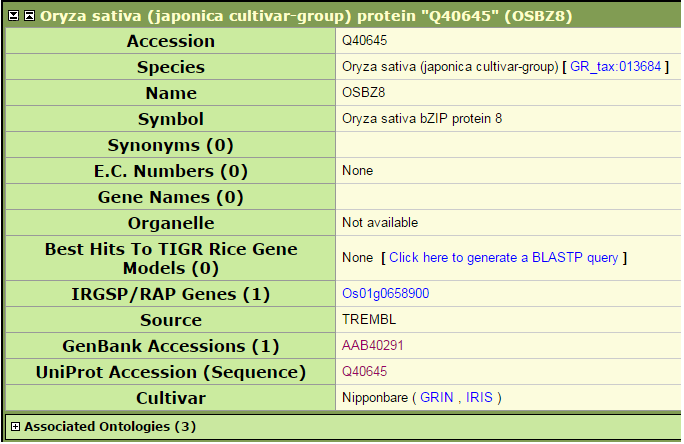 Oryza sativa (japonica cultivar-group) protein "Q40645" (OSBZ8)
Accession Q40645
Species Oryza sativa (japonica cultivar-group) [ GR_tax:013684 ]
Name OSBZ8
Symbol Oryza sativa bZIP protein 8
Synonyms (0)
E.C. Numbers (0) None
Gene Names (0)
Organelle Not available
Best Hits To TIGR Rice Gene
Models (0) None [ Click here to generate a BLASTP query ]
IRGSP/RAP Genes (1) Os01g0658900
Source TREMBL
GenBank Accessions (1) AAB40291
UniProt Accession (Sequence) Q40645
Cultivar Nipponbare ( GRIN , IRIS )
Associated Ontologies (3)